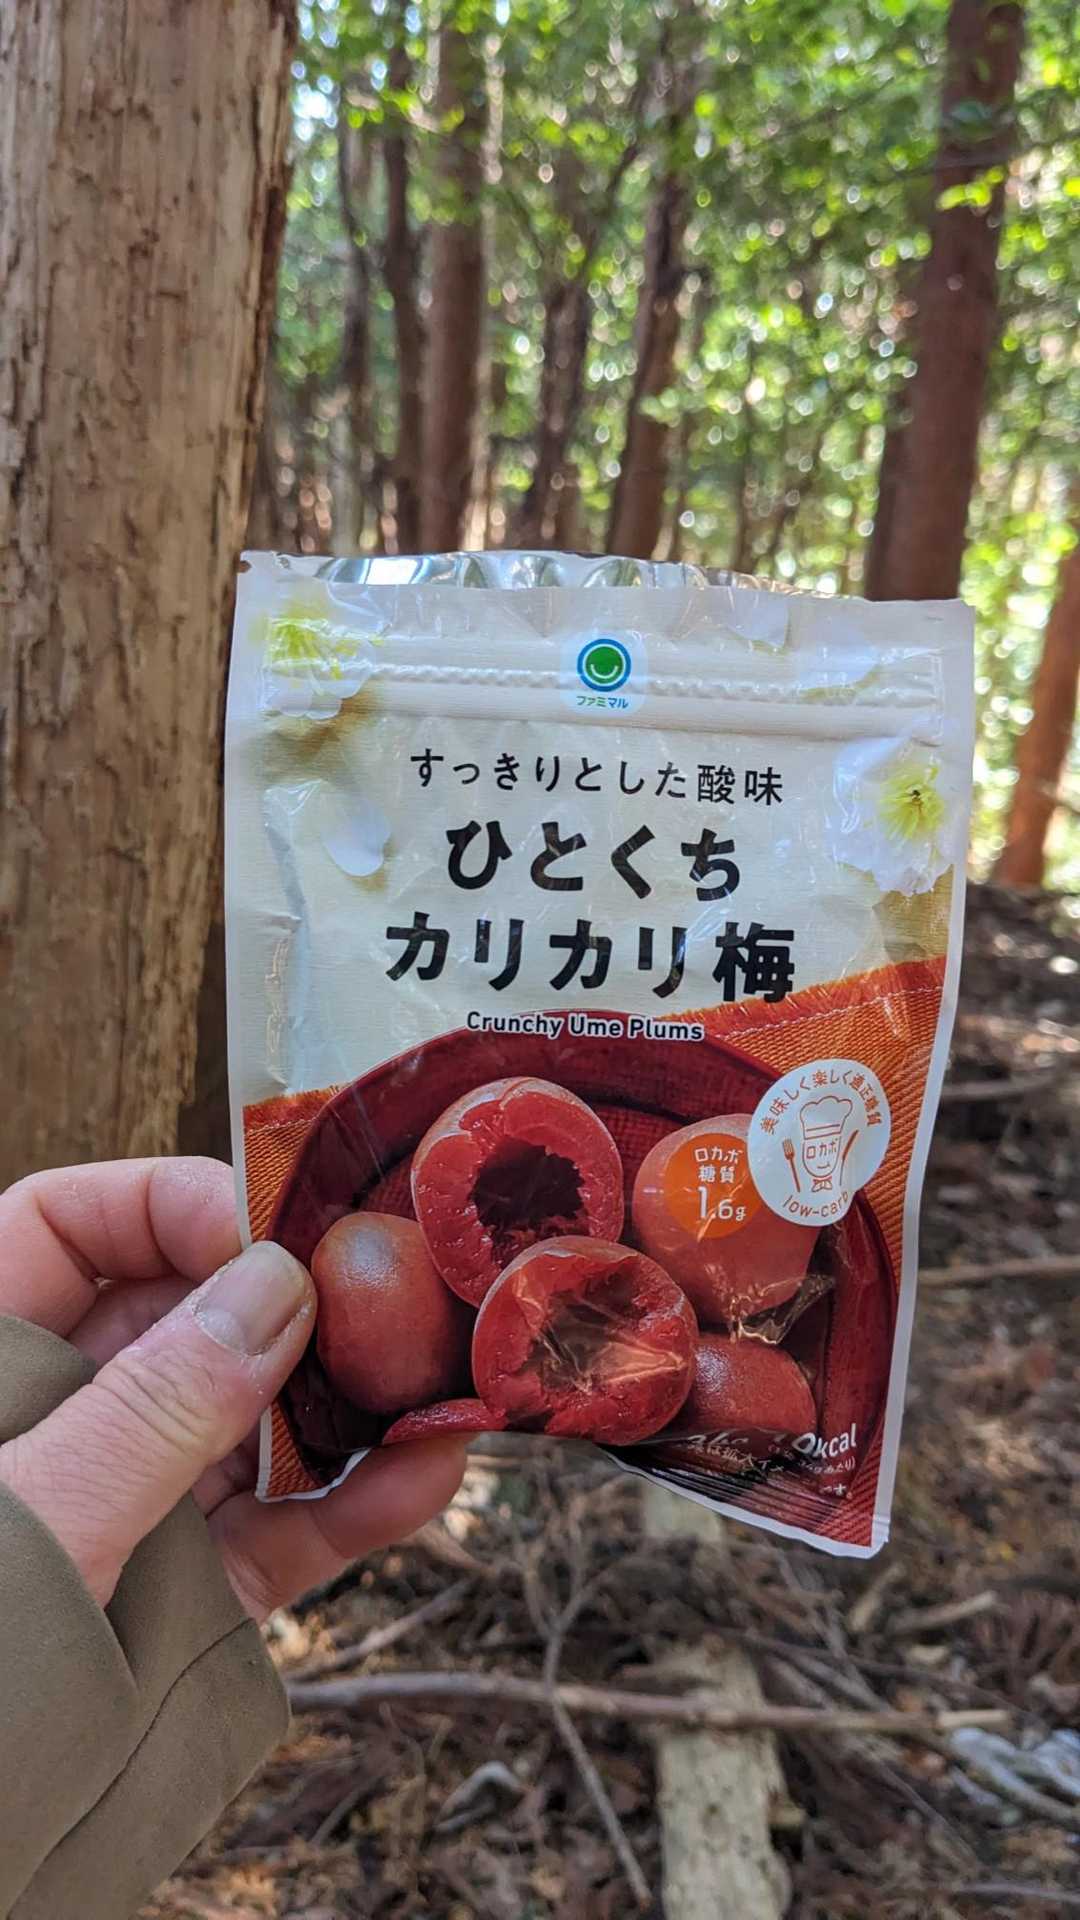 ファミマル
すっきりとした酸味
ひとくち
カリカリ梅
Crunchy Ume Plums
美味しく楽しく適正糖質
ロカボ
low-carb
ロカボ
糖質
1.6g
kcal